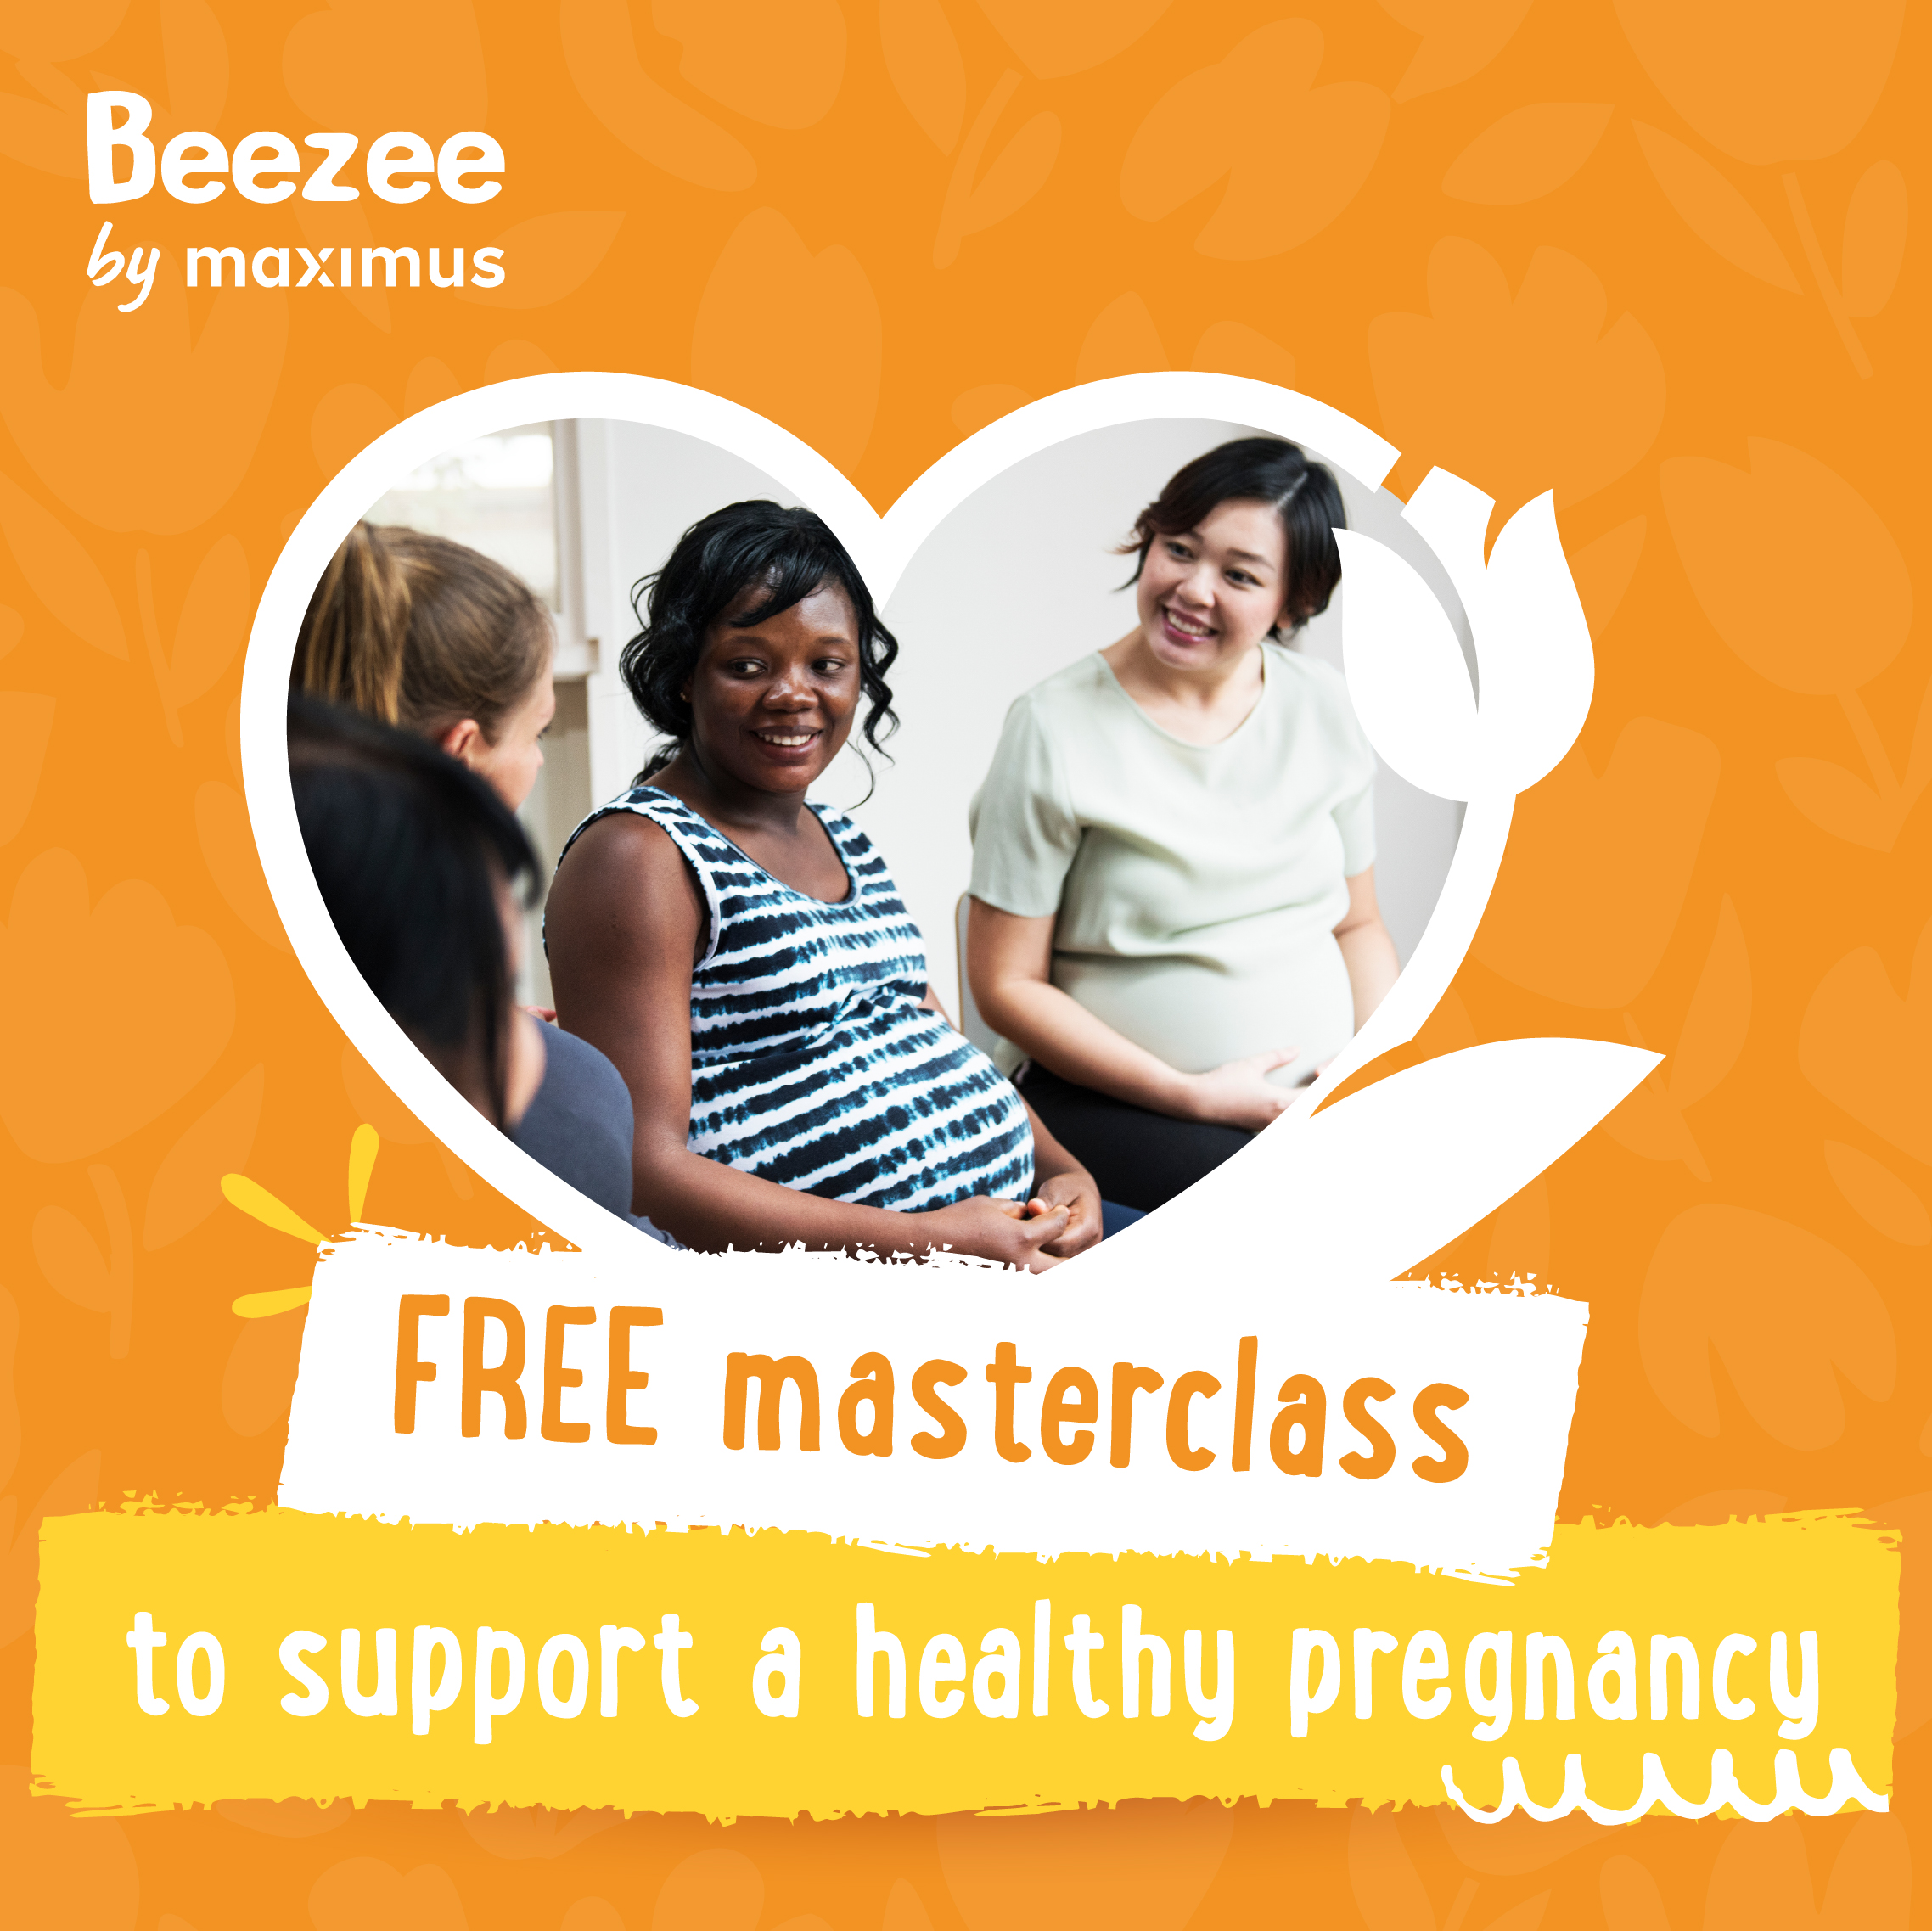 Beezee
by maximus
FREE masterclass
to support a healthy pregnancy